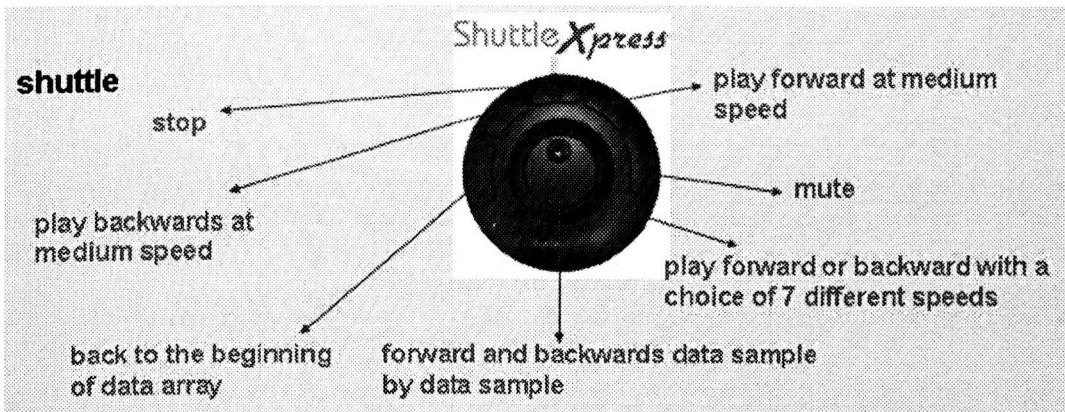 ShuttleXpress
shuttle
play forward at medium
speed
stop
mute
play backwards at
medium speed
play forward or backward with a
choice of 7 different speeds
back to the beginning
of data array
forward and backwards data sample
by data sample